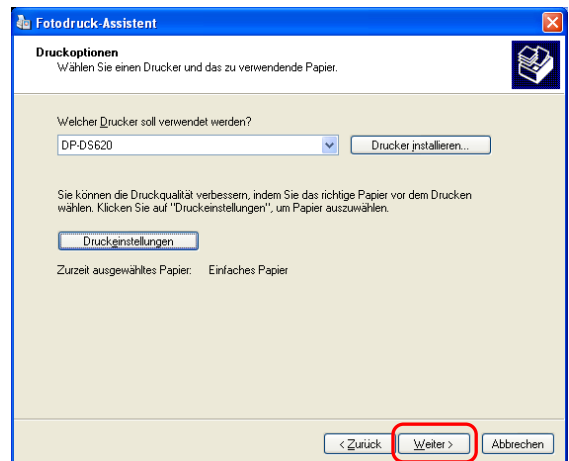 Fotodruck-Assistent
Druckoptionen
Wählen Sie einen Drucker und das zu verwendende Papier.
Welcher Drucker soll verwendet werden?
DP-DS620
Drucker installieren...
Sie können die Druckqualität verbessern, indem Sie das richtige Papier vor dem Drucken
wählen. Klicken Sie auf "Druckeinstellungen", um Papier auszuwählen.
Druckeinstellungen
Zurzeit ausgewähltes Papier: Einfaches Papier
< Zurück Weiter > Abbrechen